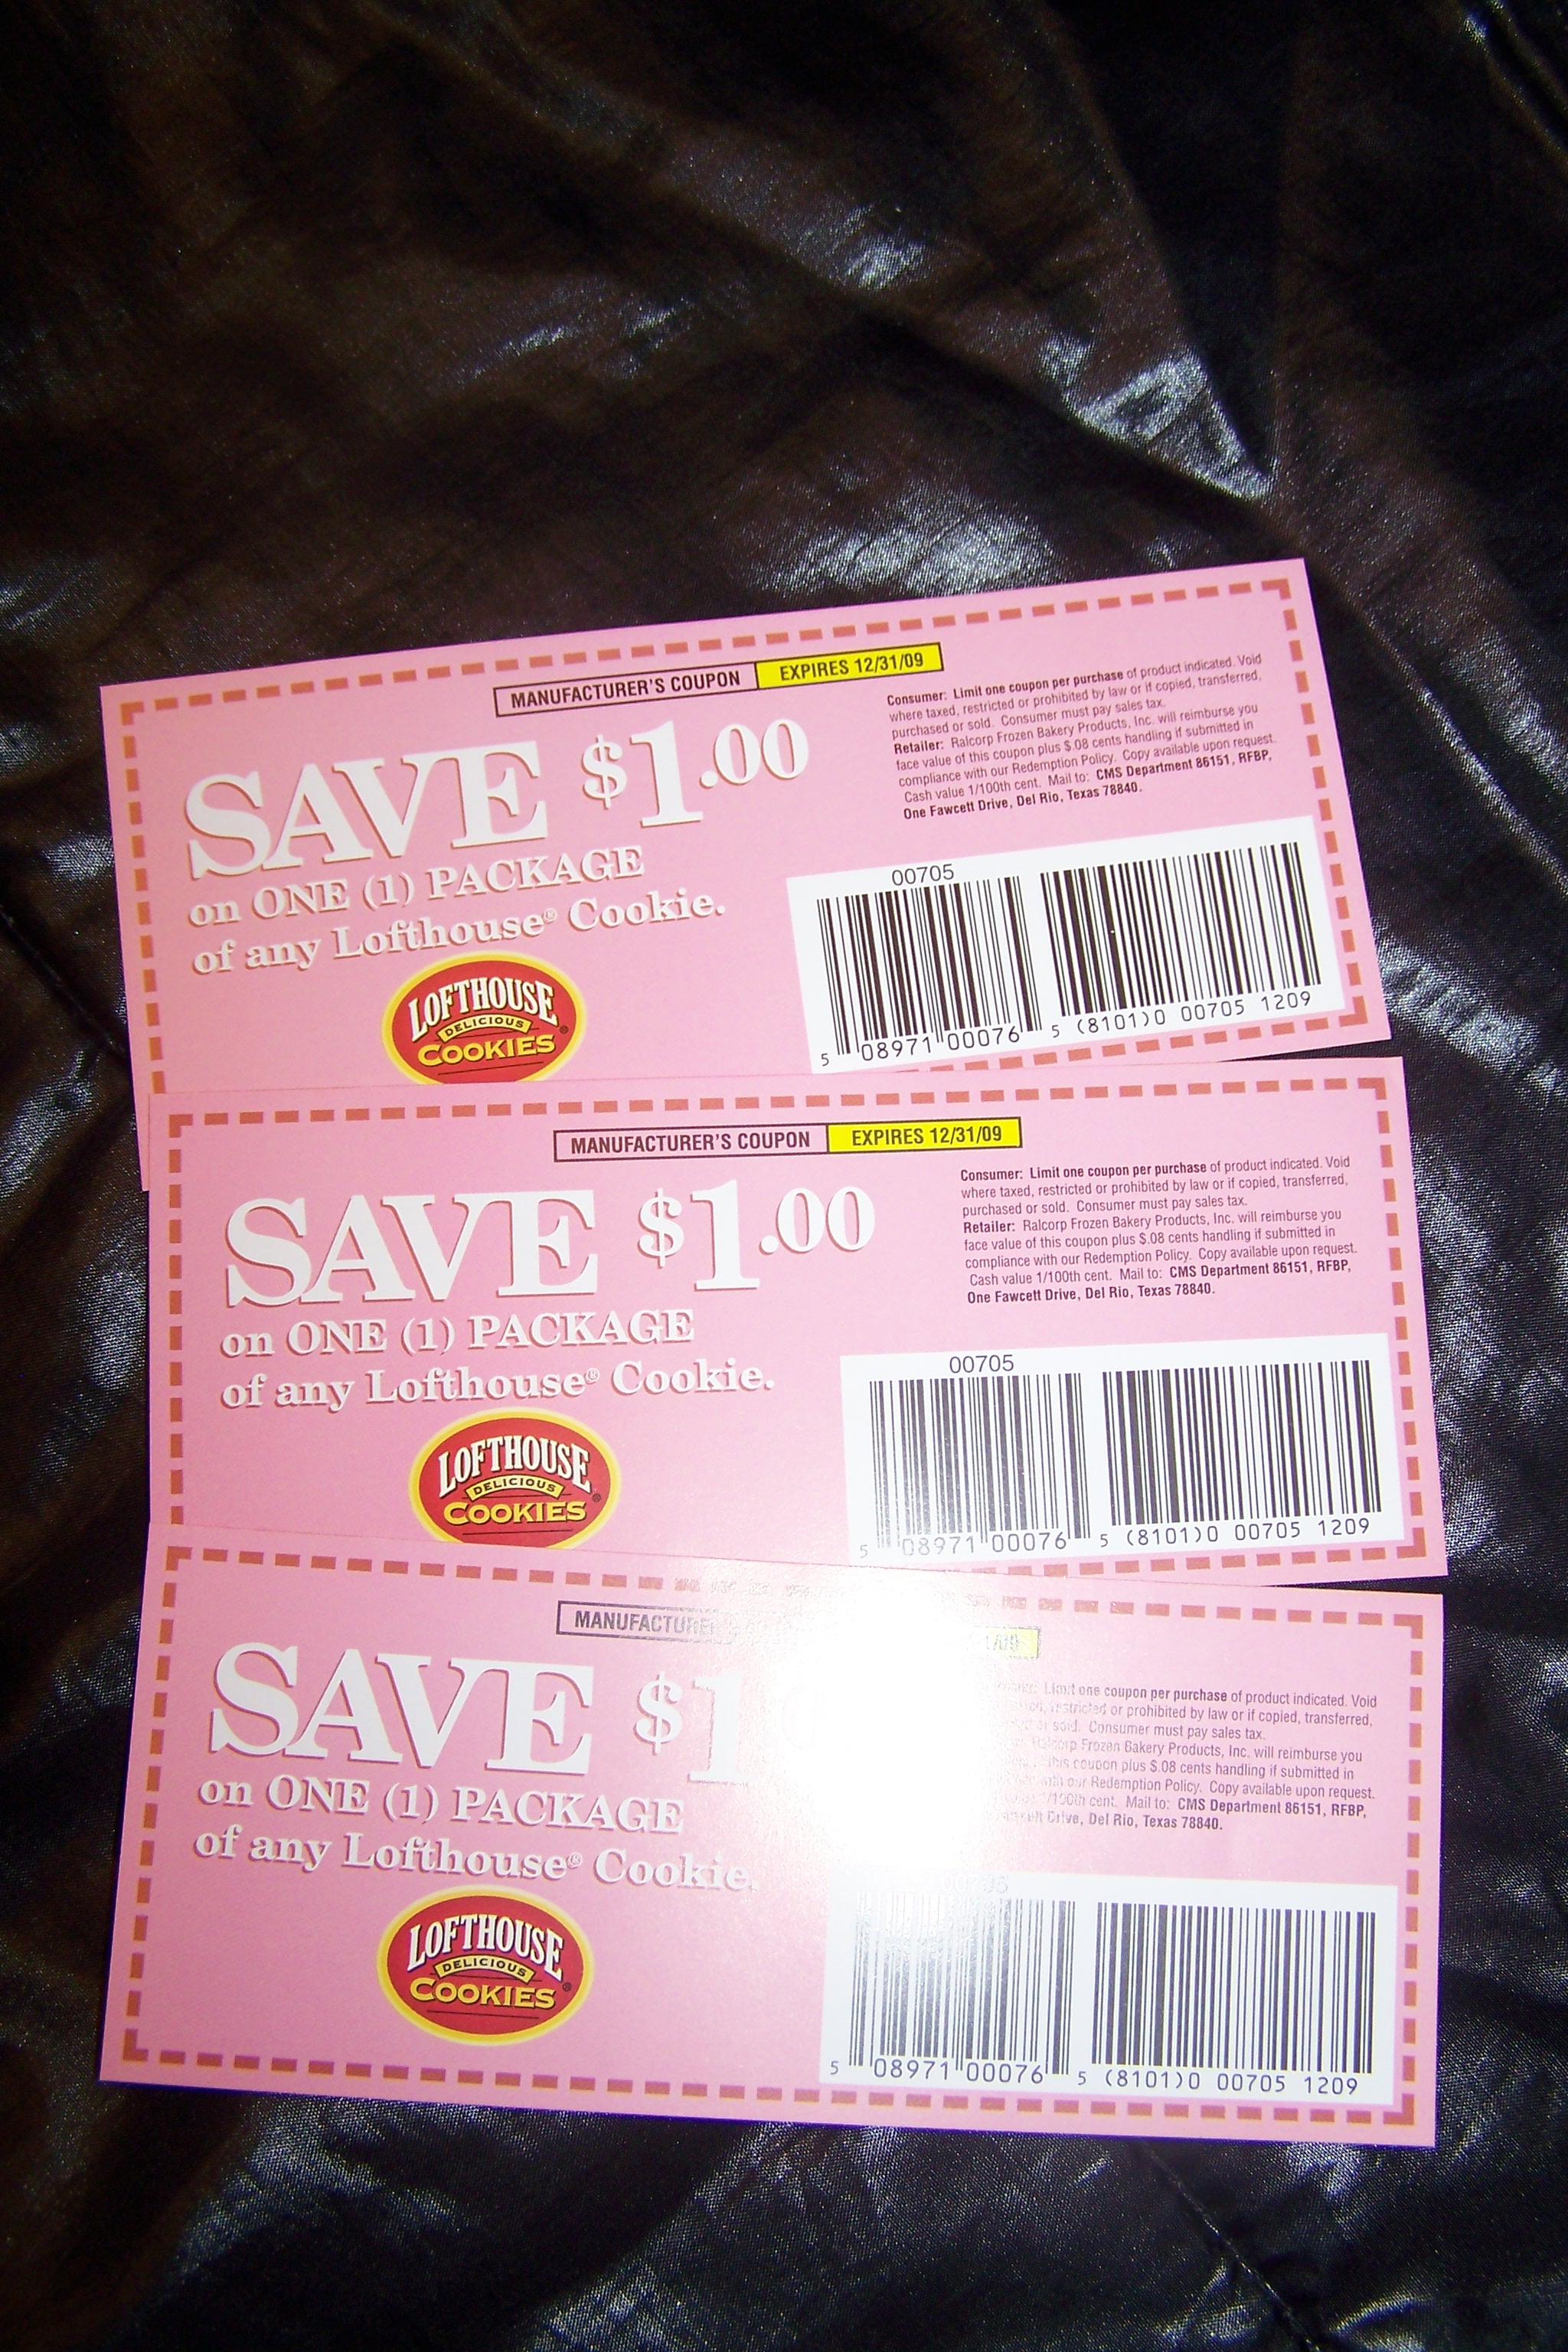 MANUFACTURER'S COUPON EXPIRES 12/31/09
SAVE $1.00
on ONE (1) PACKAGE
of any Lofthouse® Cookie.
LOFTHOUSE
DELICIOUS
COOKIES®
Consumer: Limit one coupon per purchase of product indicated. Void
where taxed, restricted or prohibited by law or if copied, transferred,
purchased or sold. Consumer must pay sales tax.
Retailer: Ralcorp Frozen Bakery Products, Inc. will reimburse you
face value of this coupon plus $.08 cents handling if submitted in
compliance with our Redemption Policy. Copy available upon request.
Cash value 1/100th cent. Mail to: CMS Department 86151, RFBP,
One Fawcett Drive, Del Rio, Texas 78840.
00705
5 08971 00076 5 (8101)0 00705 1209
MANUFACTURER'S COUPON EXPIRES 12/31/09
SAVE $1.00
on ONE (1) PACKAGE
of any Lofthouse® Cookie.
LOFTHOUSE
DELICIOUS
COOKIES®
Consumer: Limit one coupon per purchase of product indicated. Void
where taxed, restricted or prohibited by law or if copied, transferred,
purchased or sold. Consumer must pay sales tax.
Retailer: Ralcorp Frozen Bakery Products, Inc. will reimburse you
face value of this coupon plus $.08 cents handling if submitted in
compliance with our Redemption Policy. Copy available upon request.
Cash value 1/100th cent. Mail to: CMS Department 86151, RFBP,
One Fawcett Drive, Del Rio, Texas 78840.
00705
5 08971 00076 5 (8101)0 00705 1209
MANUFACTURER'S
SAVE $1
on ONE (1) PACKAGE
of any Lofthouse® Cookie.
LOFTHOUSE
DELICIOUS
COOKIES®
Limit one coupon per purchase of product indicated. Void
restricted or prohibited by law or if copied, transferred,
or sold. Consumer must pay sales tax.
Ralcorp Frozen Bakery Products, Inc. will reimburse you
this coupon plus $.08 cents handling if submitted in
with our Redemption Policy. Copy available upon request.
1/100th cent. Mail to: CMS Department 86151, RFBP,
Drive, Del Rio, Texas 78840.
00705
5 08971 00076 5 (8101)0 00705 1209